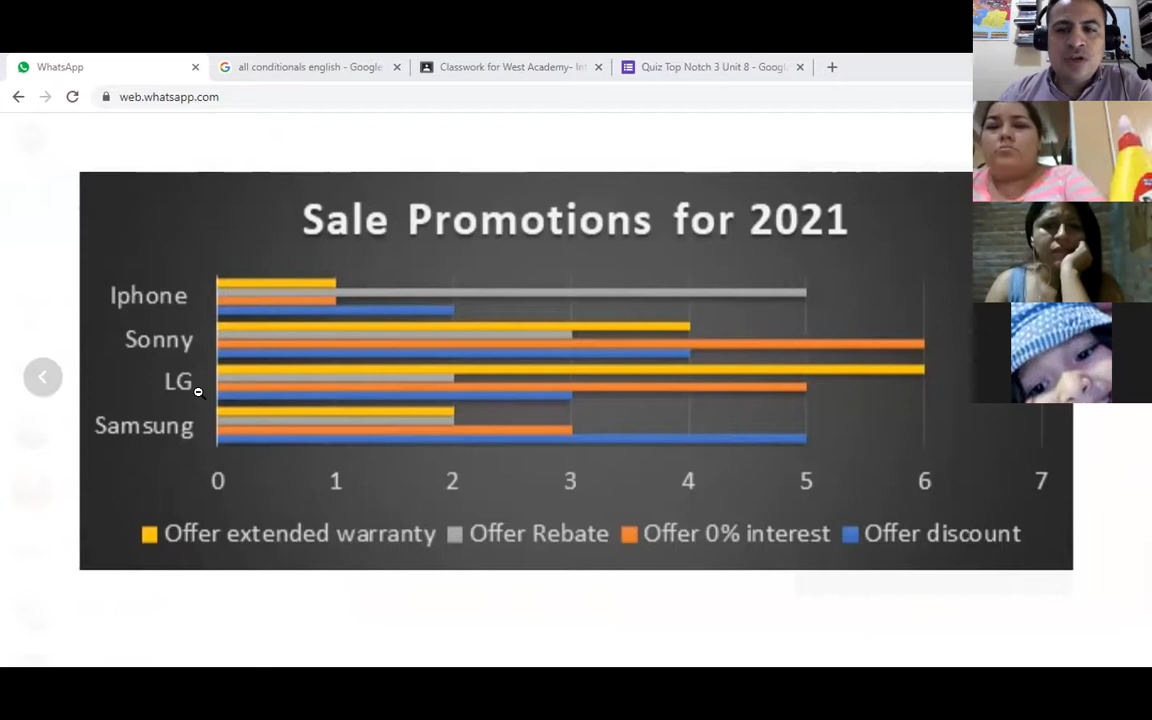 WhatsApp
all conditionals english - Google
Classwork for West Academy- In
Quiz Top Notch 3 Unit 8 - Googl
web.whatsapp.com
Sale Promotions for 2021
Iphone
Sonny
LG
Samsung
0 1 2 3 4 5 6 7
Offer extended warranty Offer Rebate Offer 0% interest Offer discount